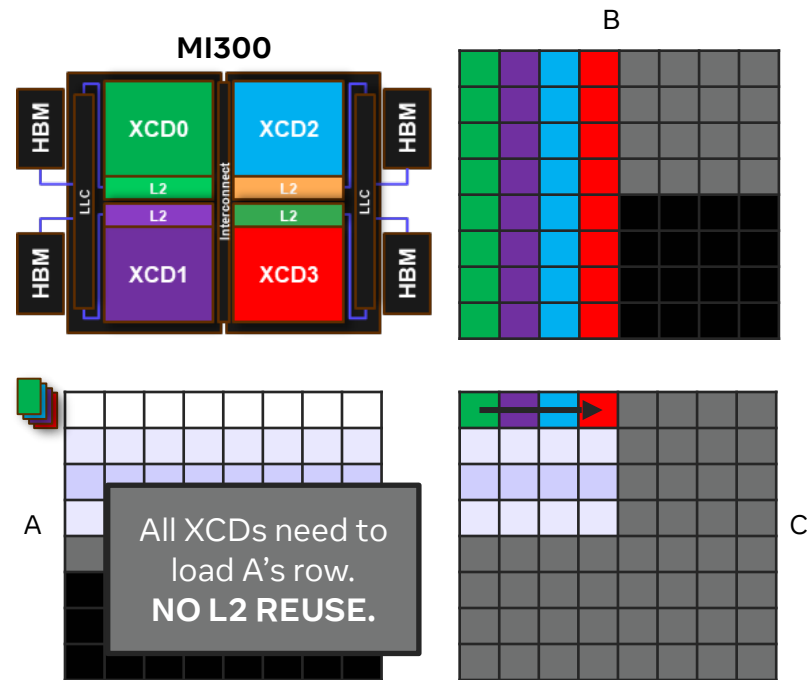 MI300
HBM
HBM
LLC
XCD0
L2
L2
XCD1
Interconnect
XCD2
L2
L2
XCD3
LLC
HBM
HBM
B
A
All XCDs need to
load A's row.
NO L2 REUSE.
C